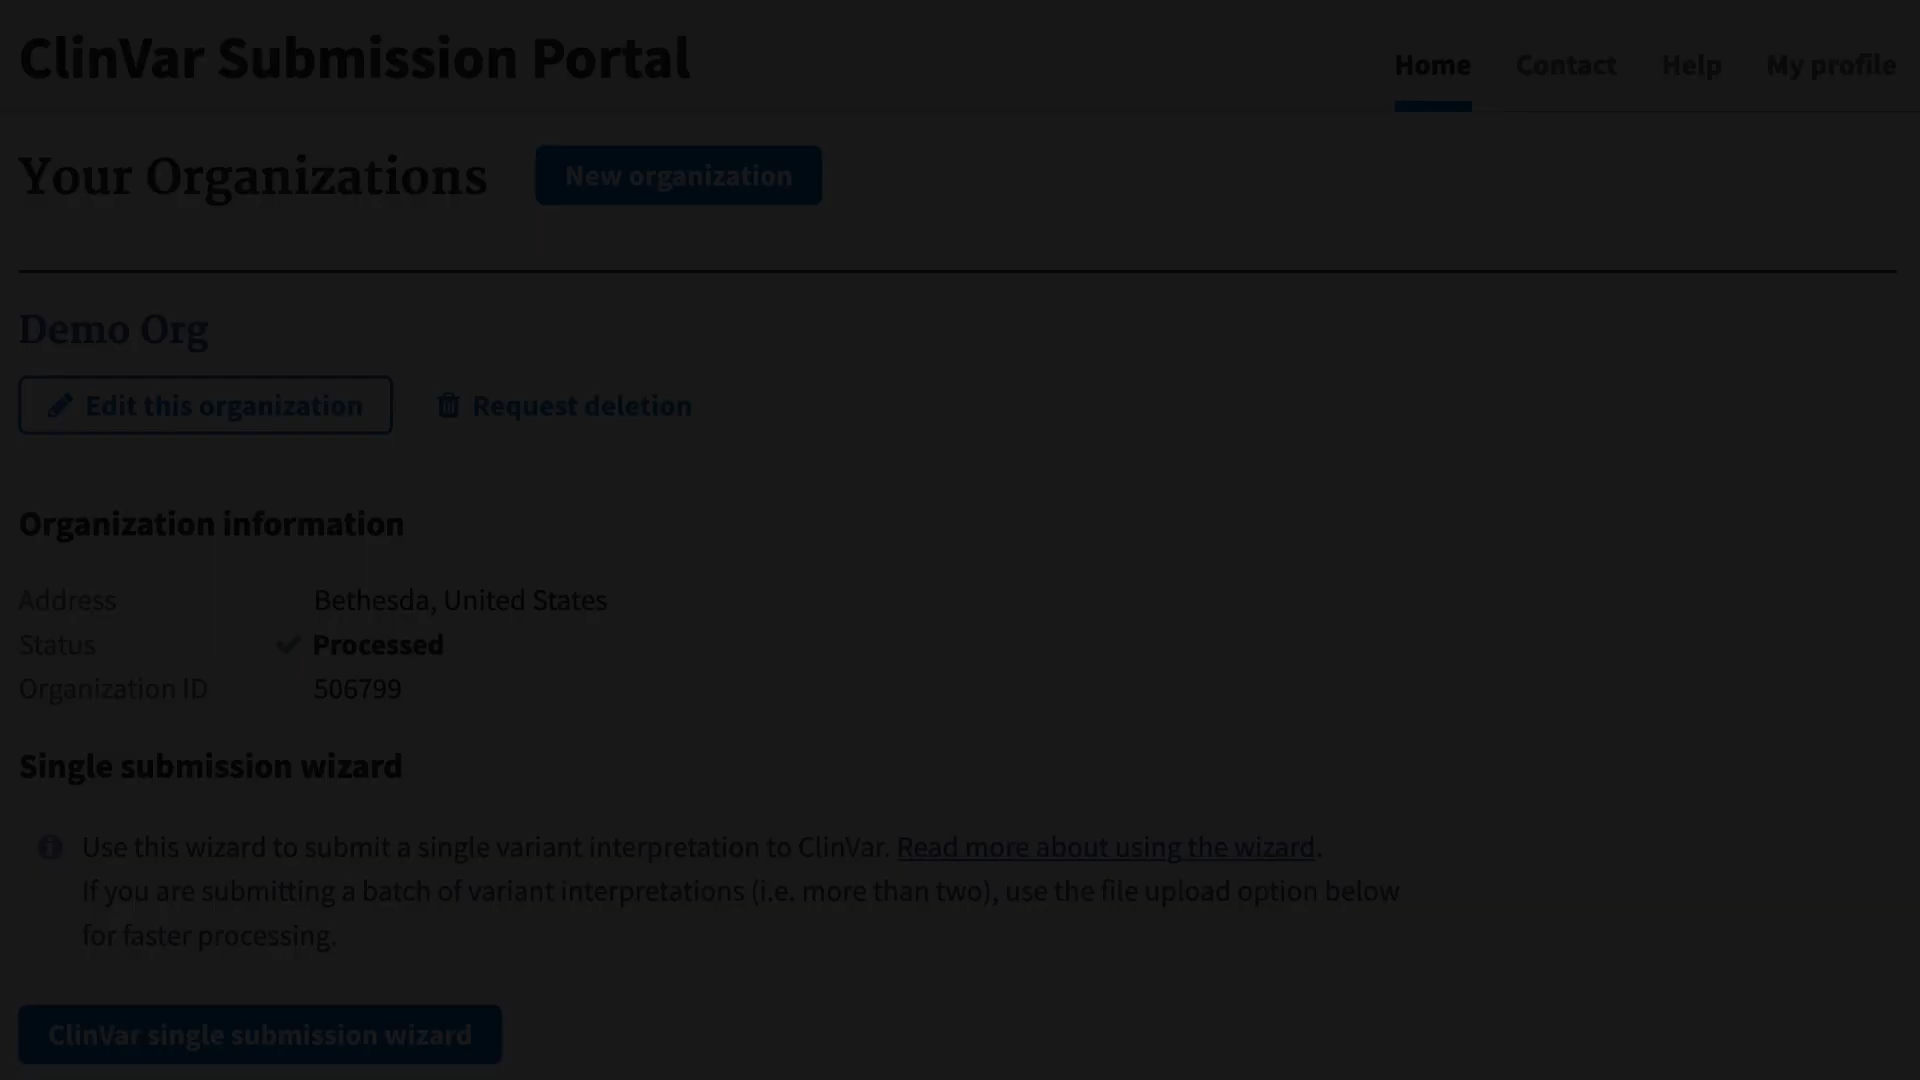 ClinVar Submission Portal
Home Contact Help My profile
Your Organizations
New organization
Demo Org
Edit this organization Request deletion
Organization information
Address Bethesda, United States
Status Processed
Organization ID 506799
Single submission wizard
Use this wizard to submit a single variant interpretation to ClinVar. Read more about using the wizard.
If you are submitting a batch of variant interpretations (i.e. more than two), use the file upload option below
for faster processing.
ClinVar single submission wizard